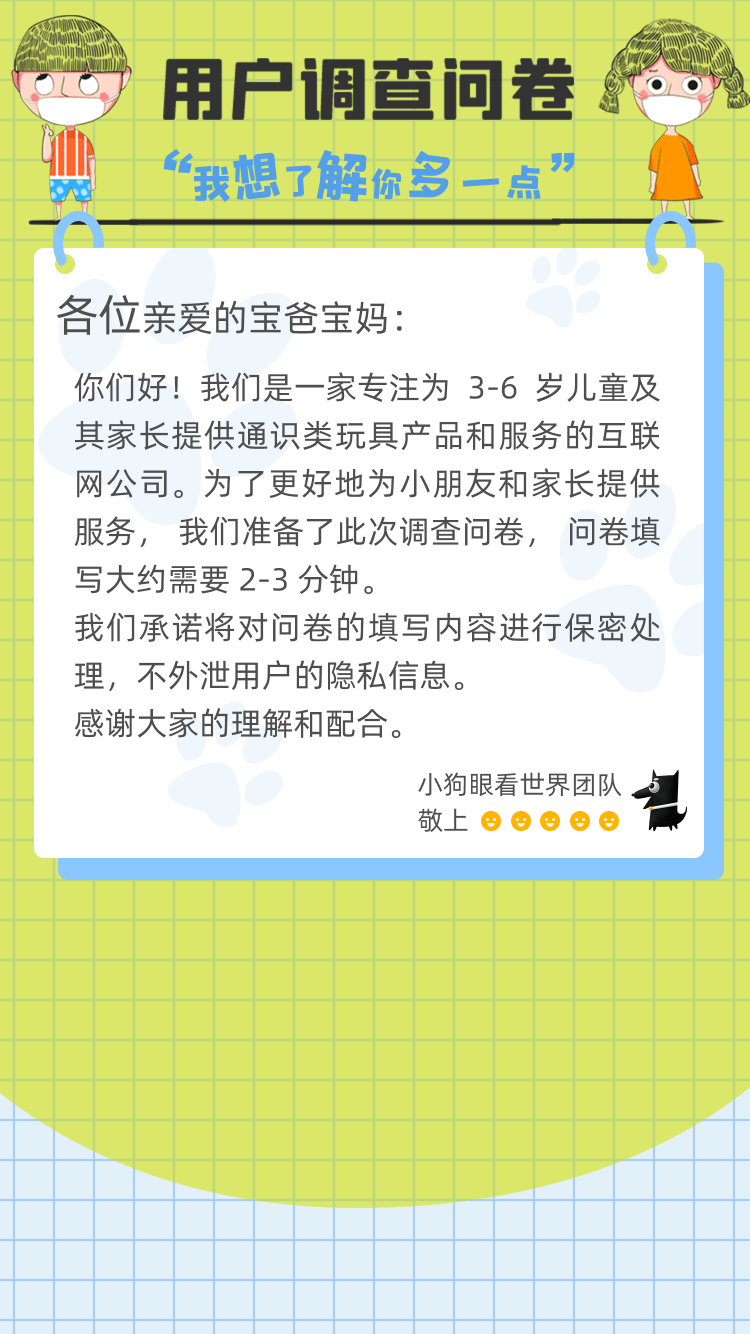 用户调查问卷
“我想了解你多一点”
各位亲爱的宝爸宝妈：
你们好！我们是一家专注为 3-6 岁儿童及
其家长提供通识类玩具产品和服务的互联
网公司。为了更好地为小朋友和家长提供
服务， 我们准备了此次调查问卷， 问卷填
写大约需要 2-3 分钟。
我们承诺将对问卷的填写内容进行保密处
理，不外泄用户的隐私信息。
感谢大家的理解和配合。
小狗眼看世界团队
敬上